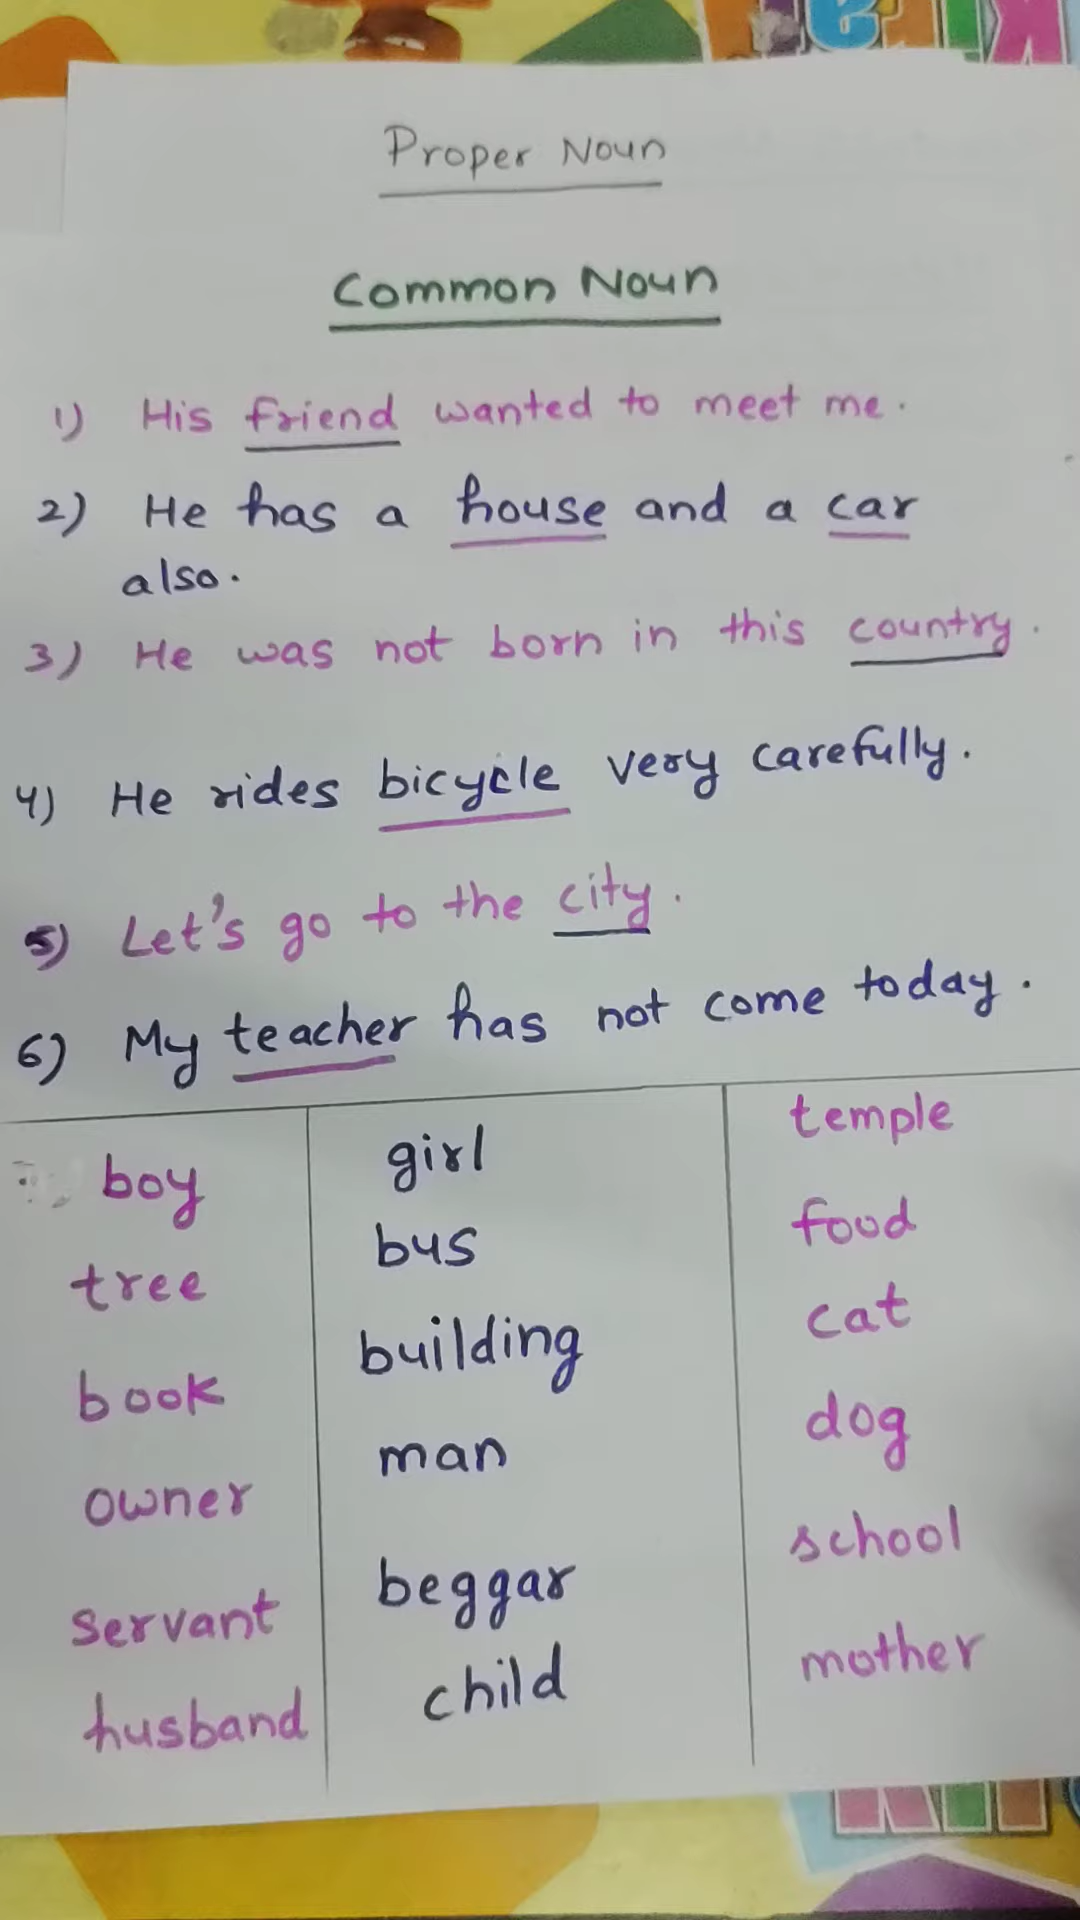 Proper Noun
Common Noun
1) His friend wanted to meet me.
2) He has a house and a car
also.
3) He was not born in this country.
4) He rides bicycle very carefully.
5) Let's go to the city.
6) My teacher has not come today.
boy girl temple
tree bus food
book building cat
owner man dog
servant beggar school
husband child mother